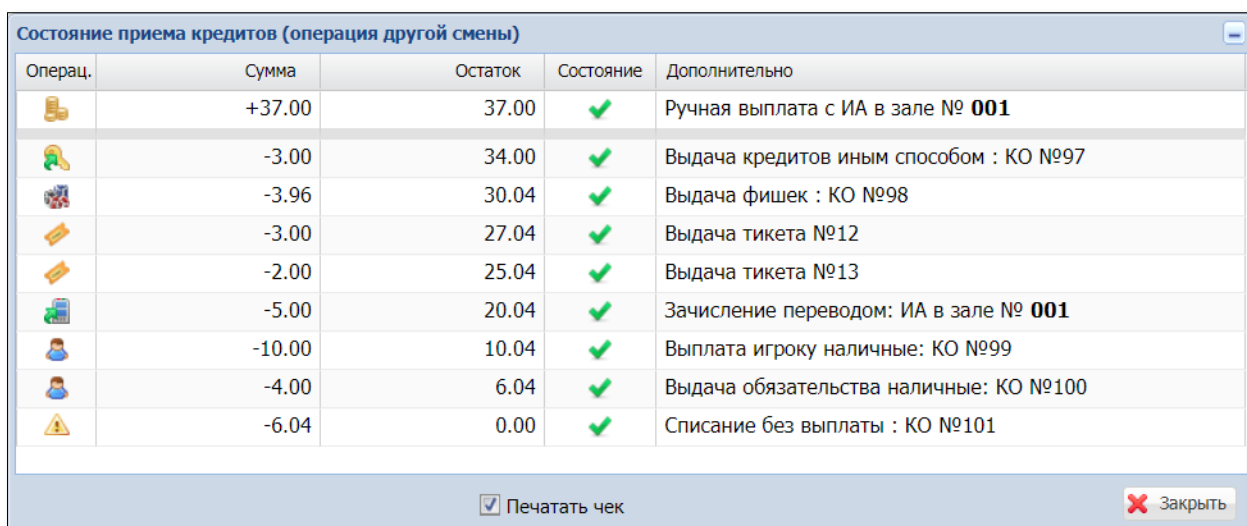 Состояние приема кредитов (операция другой смены)
Операц. Сумма Остаток Состояние Дополнительно
+37.00 37.00 Ручная выплата с ИА в зале № 001
-3.00 34.00 Выдача кредитов иным способом : КО №97
-3.96 30.04 Выдача фишек : КО №98
-3.00 27.04 Выдача тикета №12
-2.00 25.04 Выдача тикета №13
-5.00 20.04 Зачисление переводом: ИА в зале № 001
-10.00 10.04 Выплата игроку наличные: КО №99
-4.00 6.04 Выдача обязательства наличные: КО №100
-6.04 0.00 Списание без выплаты : КО №101
Печатать чек Закрыть